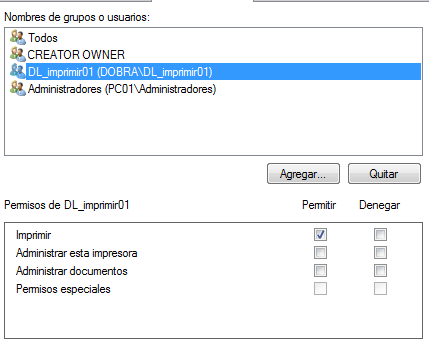 Nombres de grupos o usuarios:
Todos
CREATOR OWNER
DL_imprimir01 (DOBRA\DL_imprimir01)
Administradores (PC01\Administradores)
Agregar... Quitar
Permisos de DL_imprimir01 Permitir Denegar
Imprimir
Administrar esta impresora
Administrar documentos
Permisos especiales